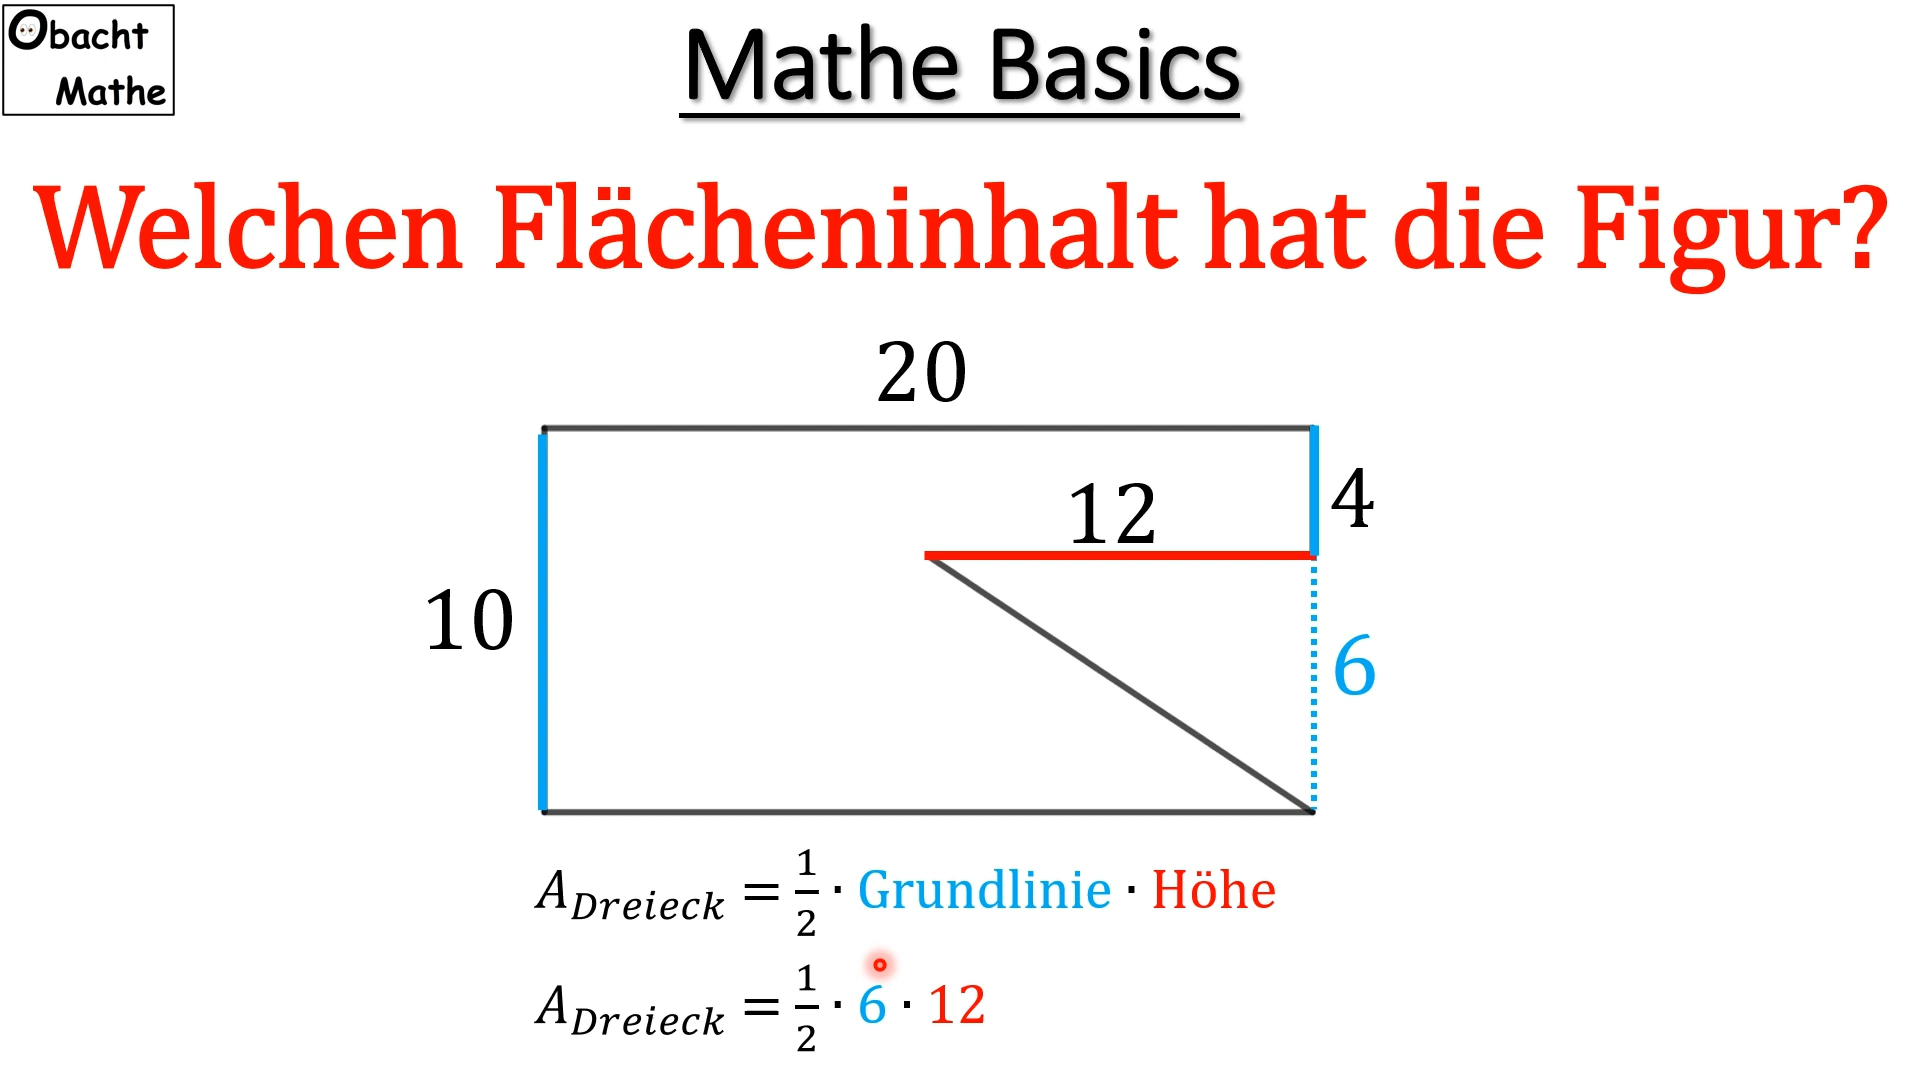 Obacht
Mathe
Mathe Basics
Welchen Flächeninhalt hat die Figur?
20
12
4
10
6
A_Dreieck = 1/2 · Grundlinie · Höhe
A_Dreieck = 1/2 · 6 · 12